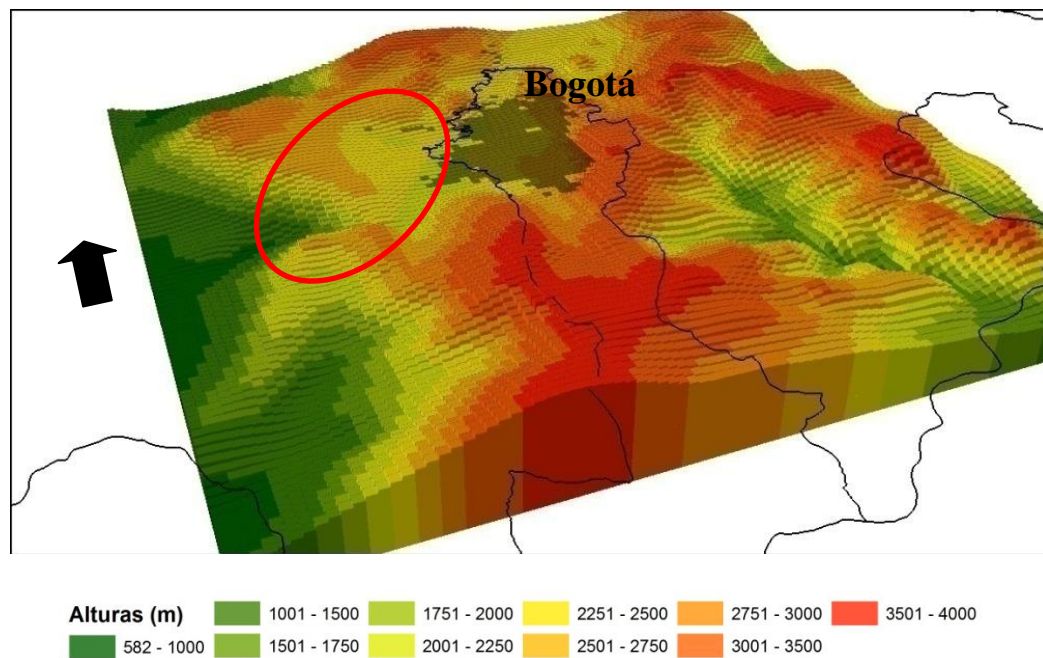 Bogotá
Alturas (m)
582 - 1000
1001 - 1500
1501 - 1750
1751 - 2000
2001 - 2250
2251 - 2500
2501 - 2750
2751 - 3000
3001 - 3500
3501 - 4000